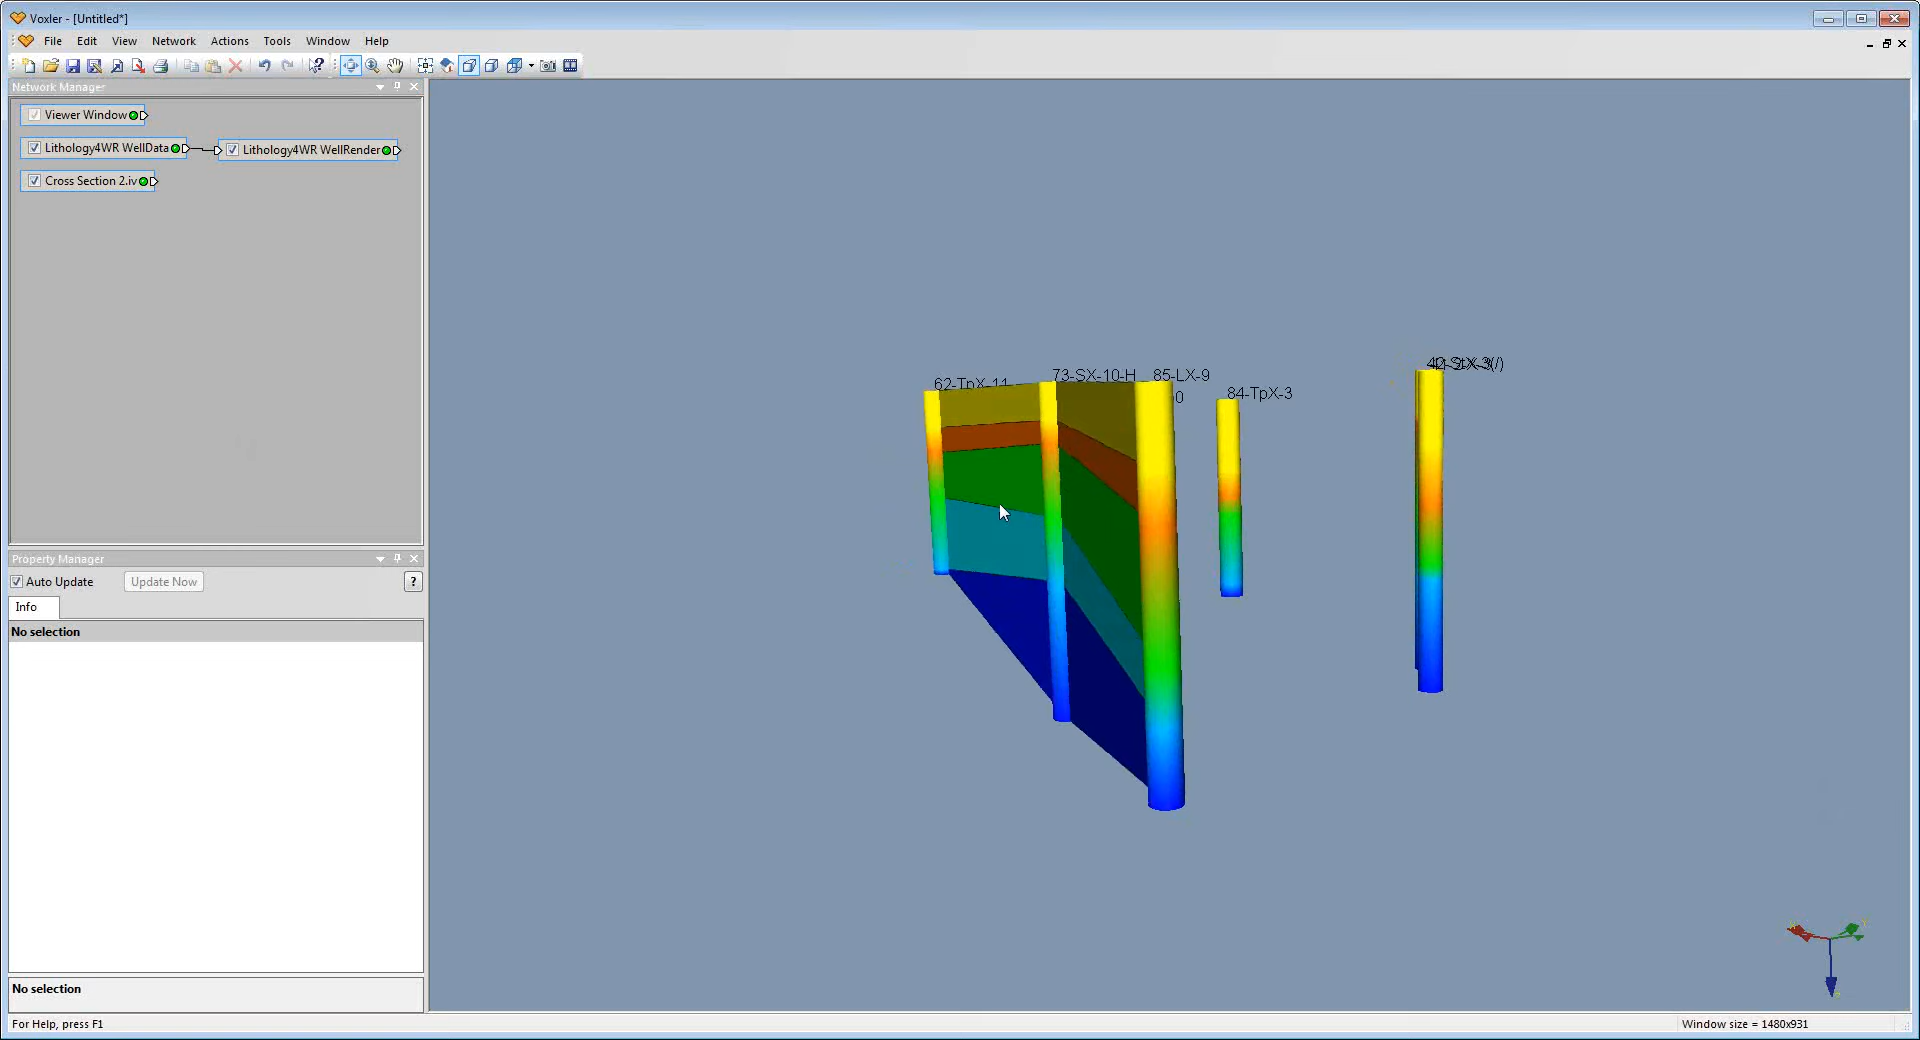 Voxler - [Untitled*]
File Edit View Network Actions Tools Window Help
Network Manager
Viewer Window
Lithology4WR WellData
Lithology4WR WellRender
Cross Section 2.iv
Property Manager
Auto Update
Update Now
?
Info
No selection
No selection
62-TpX-11
73-SX-10-H
85-LX-9
0
84-TpX-3
For Help, press F1
Window size = 1480x931